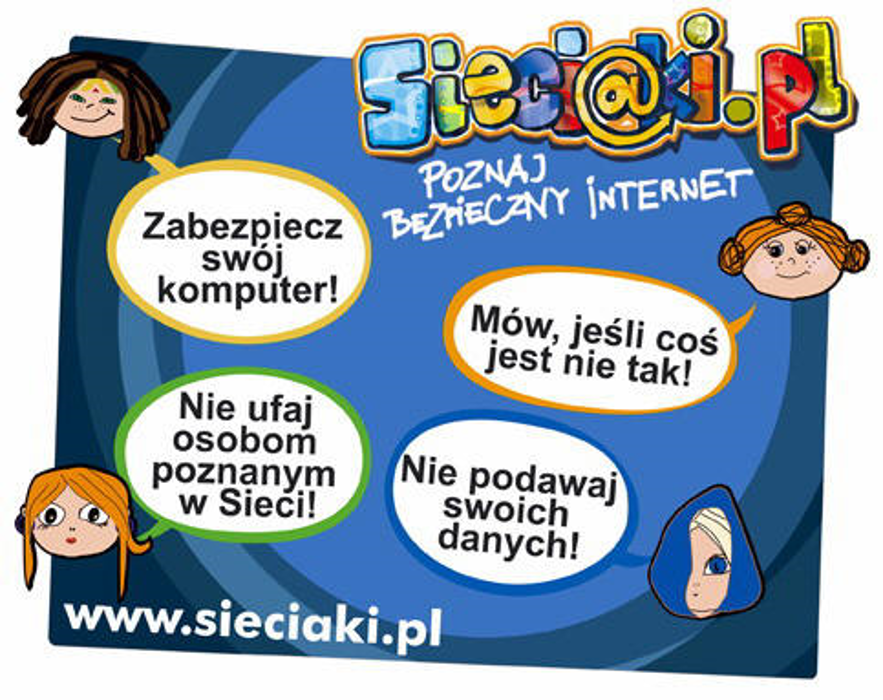 Sieci@ki.pl
POZNAJ
BEZPIECZNY INTERNET
Zabezpiecz
swój
komputer!
Mów, jeśli coś
jest nie tak!
Nie ufaj
osobom
poznanym
w Sieci!
Nie podawaj
swoich
danych!
www.sieciaki.pl